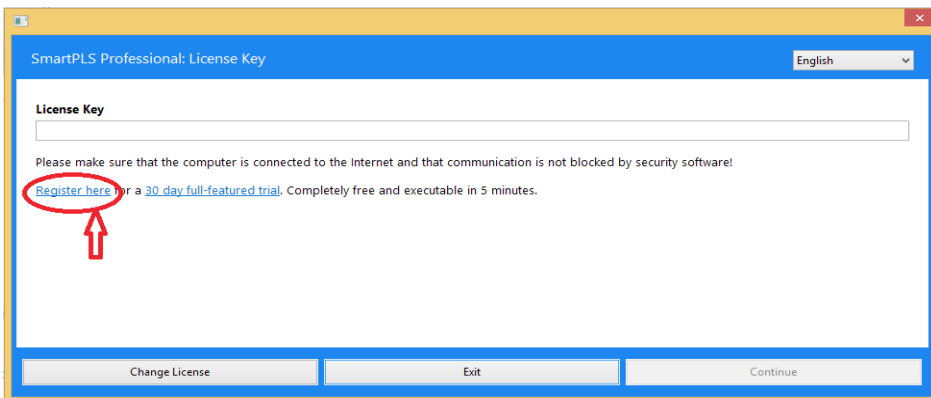 SmartPLS Professional: License Key
English
License Key
Please make sure that the computer is connected to the Internet and that communication is not blocked by security software!
Register here for a 30 day full-featured trial. Completely free and executable in 5 minutes.
Change License
Exit
Continue